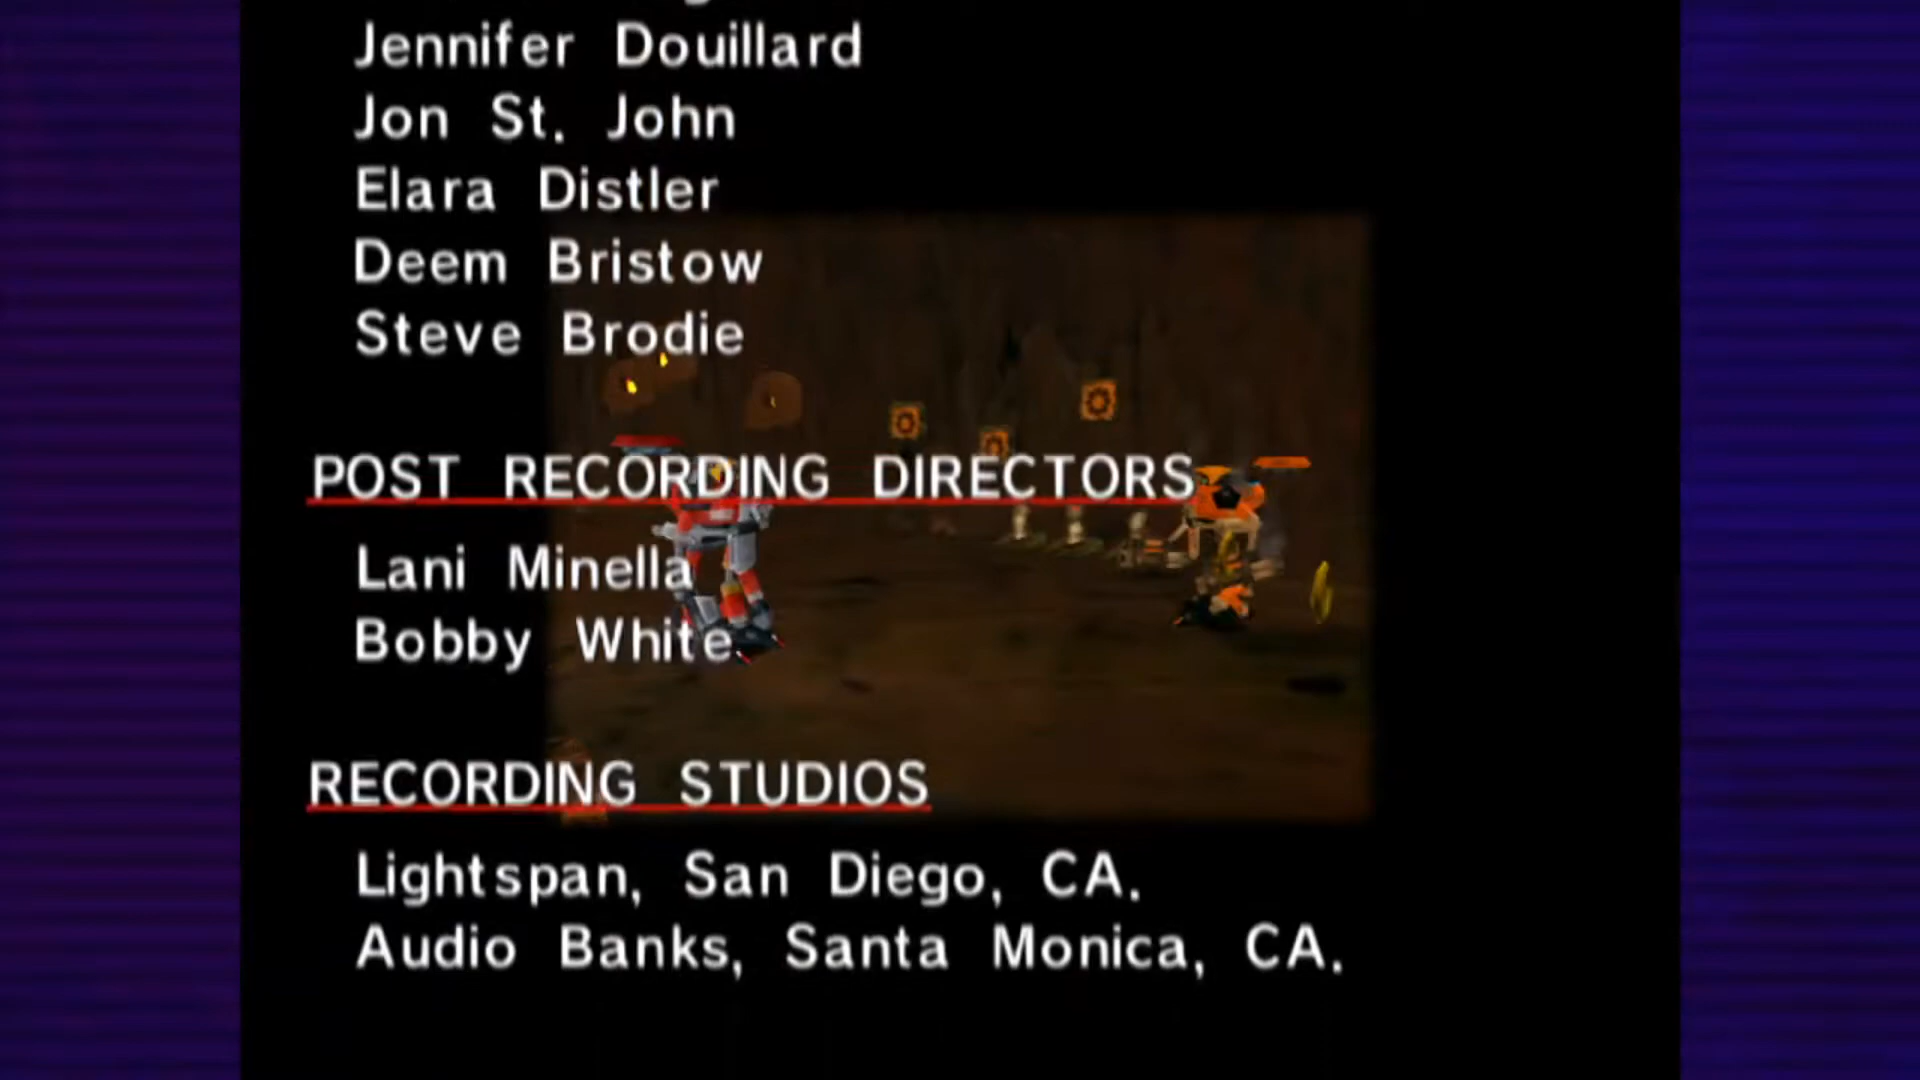 Jennifer Douillard
Jon St. John
Elara Distler
Deem Bristow
Steve Brodie
POST RECORDING DIRECTORS
Lani Minella
Bobby White
RECORDING STUDIOS
Lightspan, San Diego, CA.
Audio Banks, Santa Monica, CA.